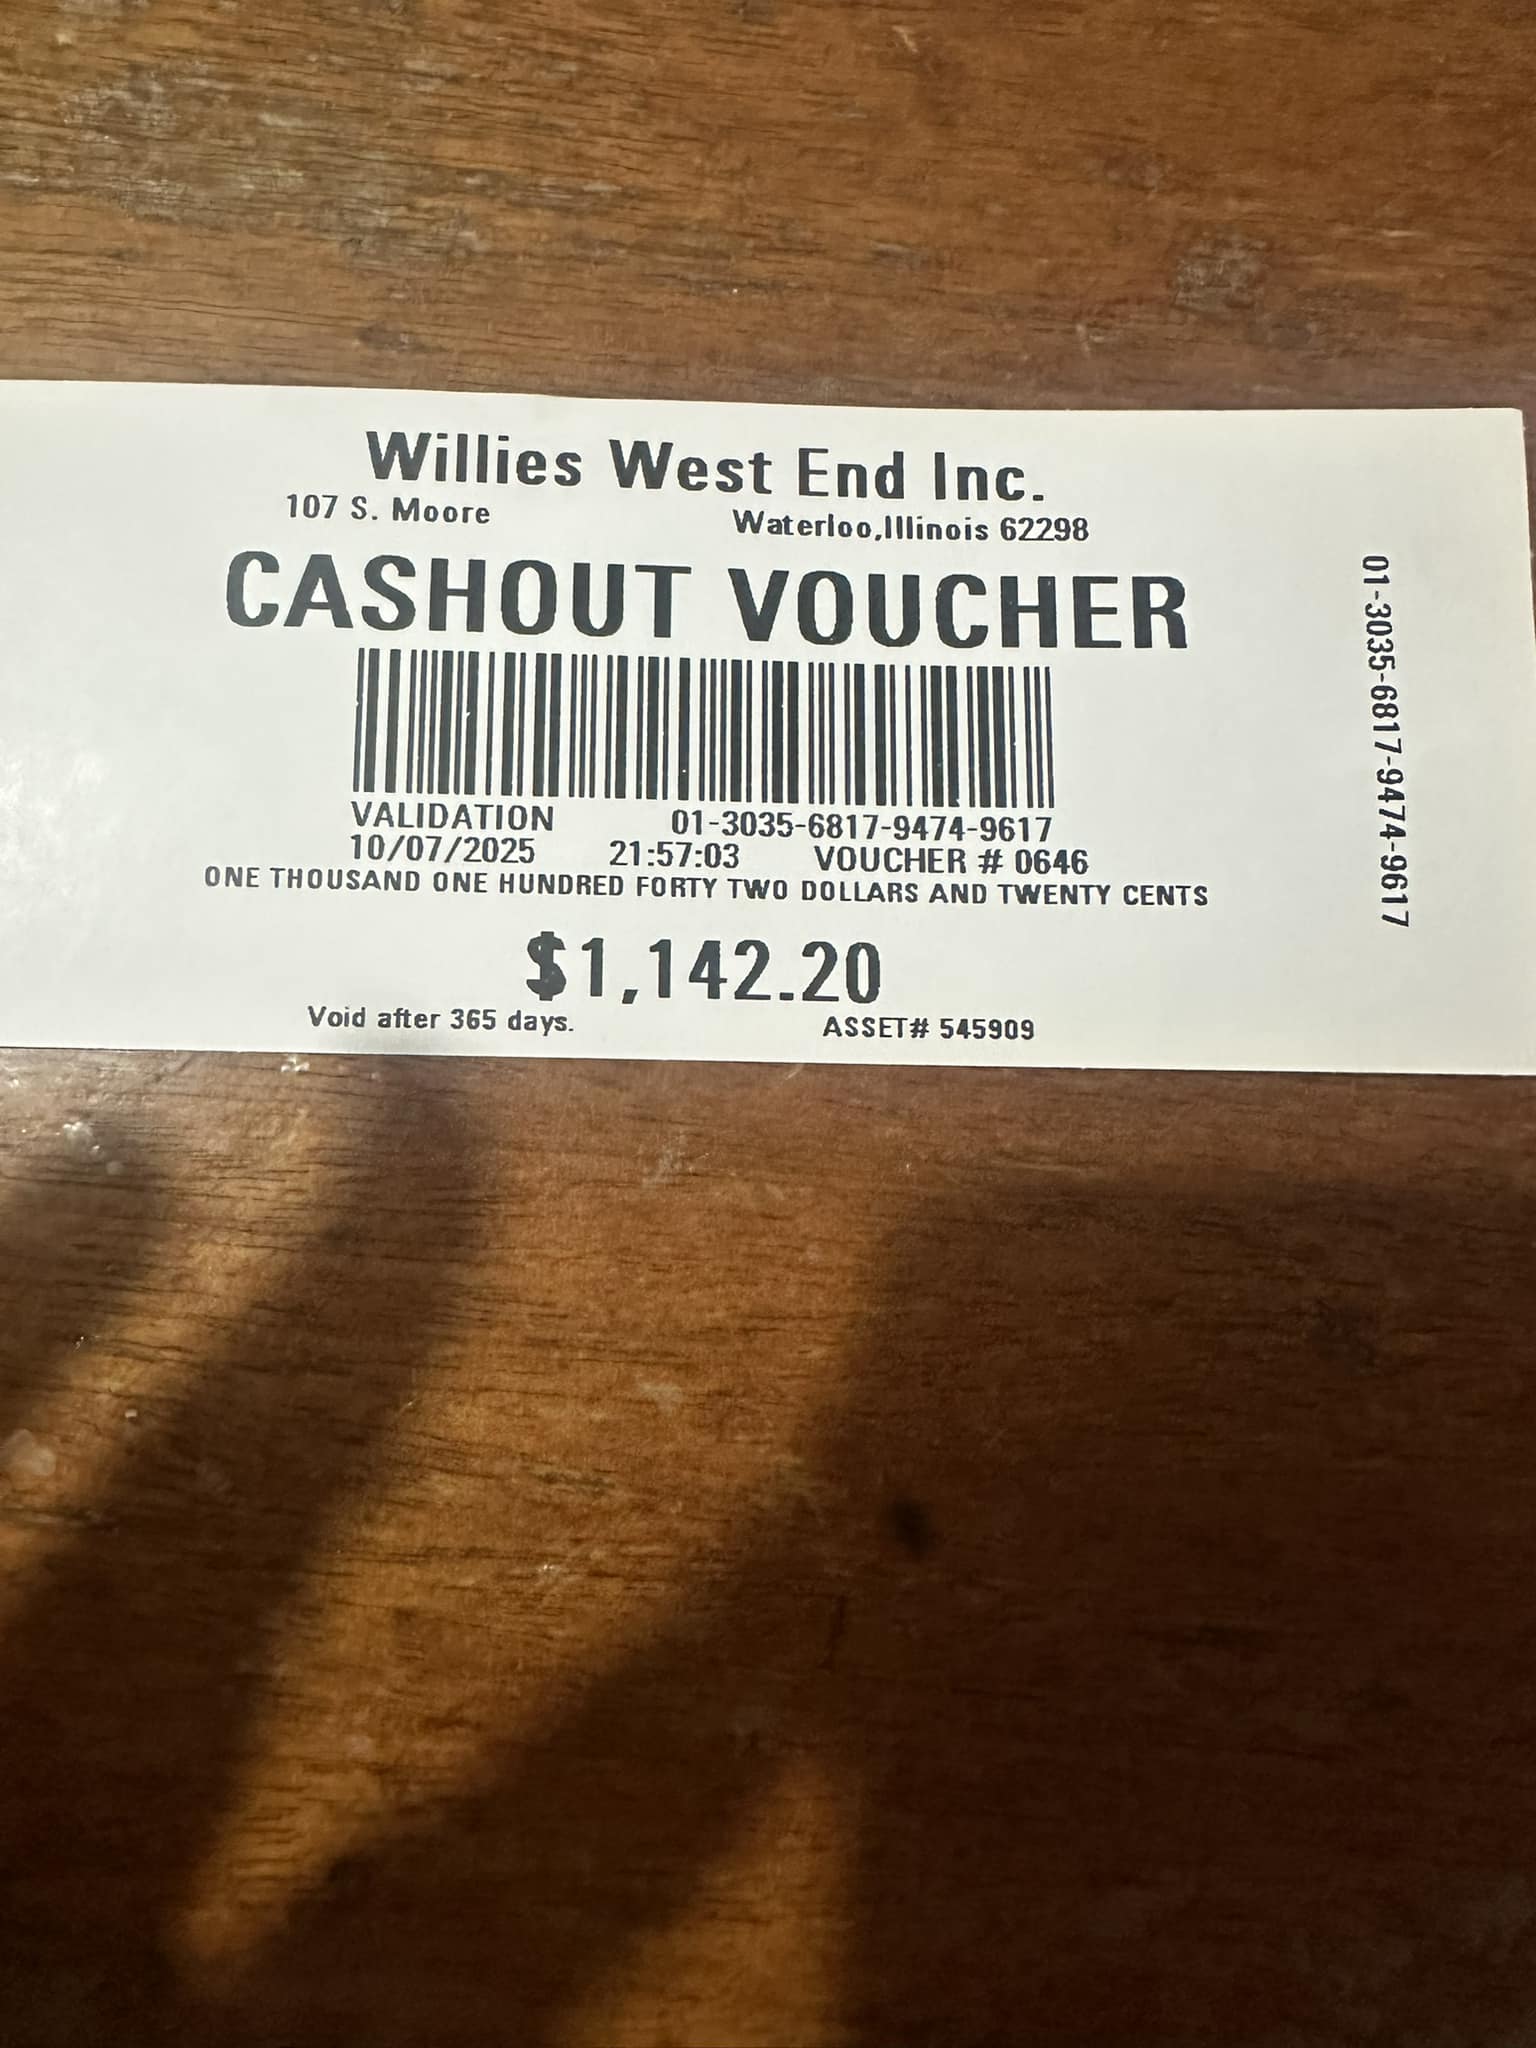 Willies West End Inc.
107 S. Moore Waterloo,Illinois 62298
CASHOUT VOUCHER
VALIDATION 01-3035-6817-9474-9617
10/07/2025 21:57:03 VOUCHER # 0646
ONE THOUSAND ONE HUNDRED FORTY TWO DOLLARS AND TWENTY CENTS
$1,142.20
Void after 365 days. ASSET# 545909
01-3035-6817-9474-9617